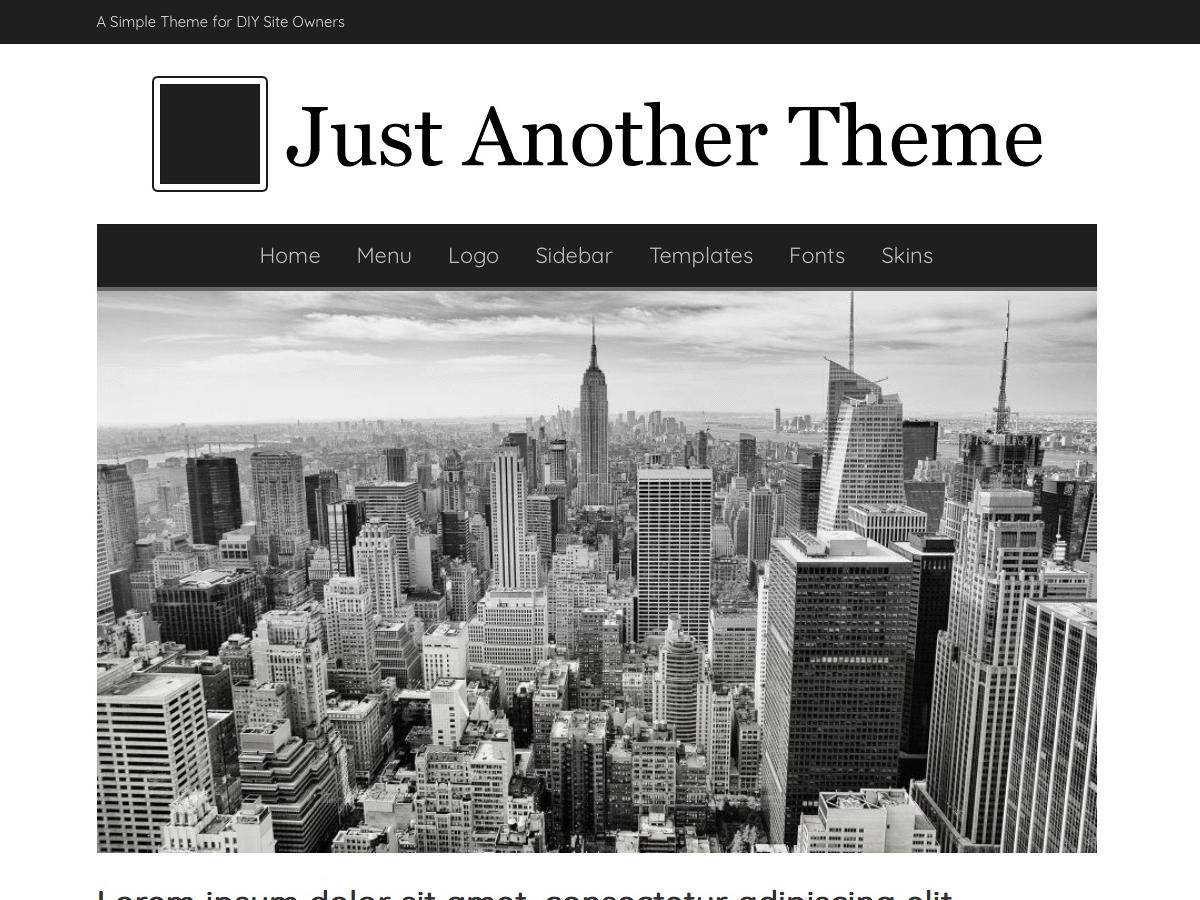 A Simple Theme for DIY Site Owners
Just Another Theme
Home Menu Logo Sidebar Templates Fonts Skins
Lorem ipsum dolor sit amet, consectetur adipiscing elit